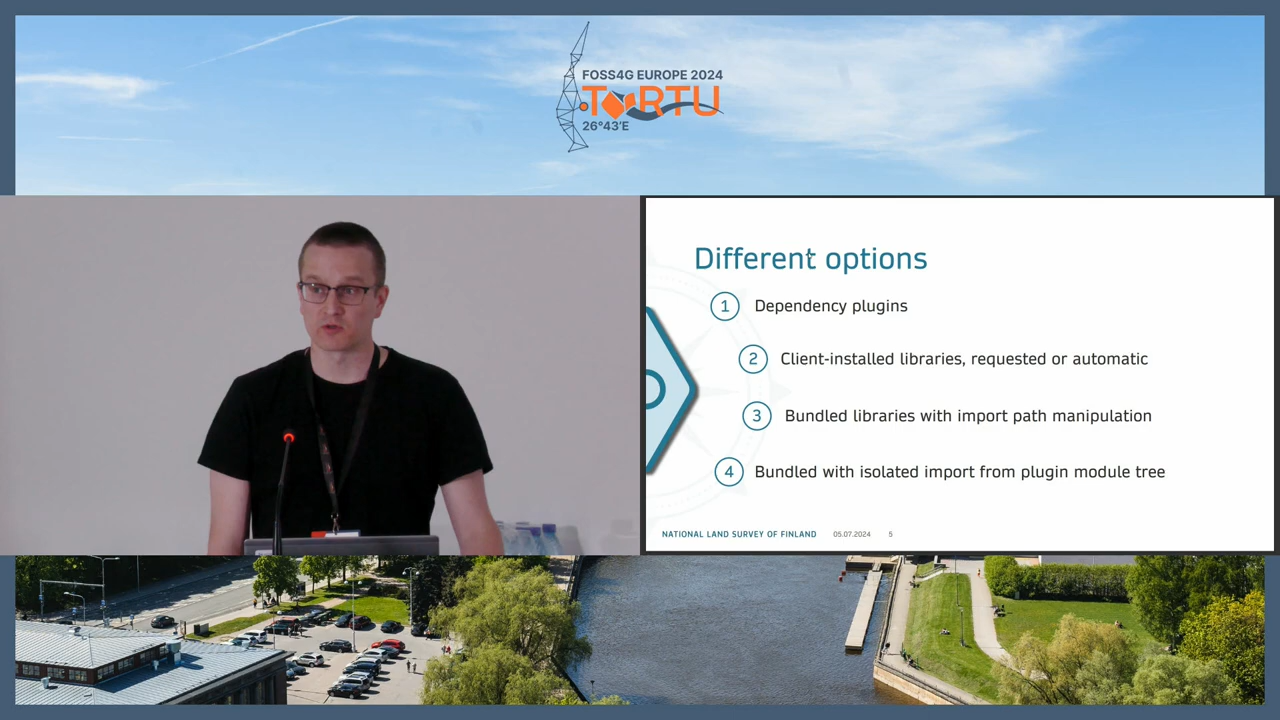 FOSS4G EUROPE 2024
TARTU
26°43'E
Different options
1 Dependency plugins
2 Client-installed libraries, requested or automatic
3 Bundled libraries with import path manipulation
4 Bundled with isolated import from plugin module tree
NATIONAL LAND SURVEY OF FINLAND 05.07.2024 5